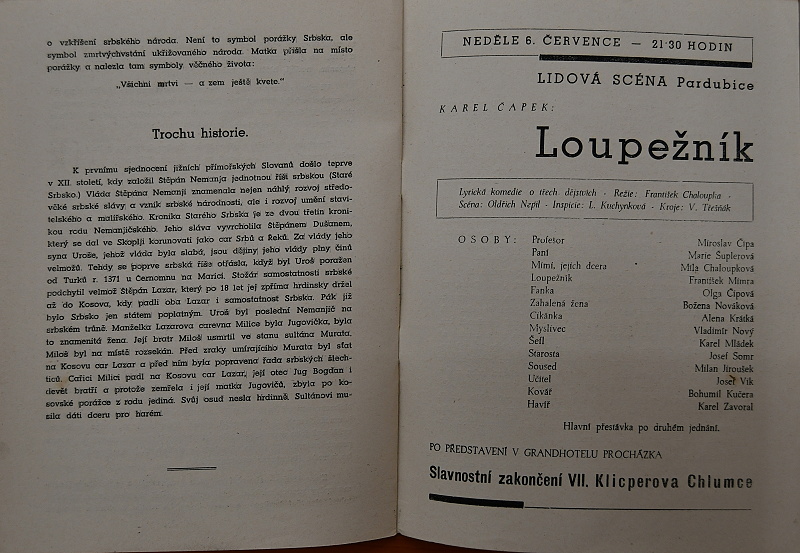 o vzkříšení srbského národa. Není to symbol porážky Srbska, ale
symbol zmrtvýchvstání ukřižovaného národa. Matka přišla na místo
porážky a nalezla tam symboly věčného života:
„Všichni mrtvi — a zem ještě kvete.“
Trochu historie.
K prvnímu sjednocení jižních přímořských Slovanů došlo teprve
v XII. století, kdy založil Štěpán Nemanja jednotnou říši srbskou (Staré
Srbsko.) Vláda Štěpána Nemanji znamenala nejen náhlý rozvoj středo-
věké srbské slávy a vznik srbské národnosti, ale i rozvoj umění stavi-
telského a malířského. Kronika Starého Srbska je ze dvou třetin kroni-
kou rodu Nemanjičského. Jeho sláva vyvrcholila Štěpánem Dušanem,
který se dal ve Skoplji korunovati jako car Srbů a Řeků. Za vlády jeho
syna Uroše, jehož vláda byla slabá, jsou dějiny jeho vlády plny činů
velmožů. Tehdy se poprve srbská říše otřásla, když byl Uroš poražen
od Turků r. 1371 u Černomnu na Marici. Stožár samostatnosti srbské
podchytil velmož Štěpán Lazar, který po 18 let jej zpříma hrdinsky držel
až do Kosova, kdy padli oba Lazar i samostatnost Srbska. Pák již
bylo Srbsko jen státem poplatným. Uroš byl poslední Nemanjič na
srbském trůně. Manželka Lazarova carevna Milice byla Jugovička, byla
to znamenitá žena. Její bratr Miloš usmrtil ve stanu sultána Murata.
Miloš byl na místě rozsekán. Před zraky umírajícího Murata byl sťat
na Kosovu car Lazar a před ním byla popravena řada srbských šlech-
ticů. Cařici Milici padl na Kosovu car Lazar, její otec Jug Bogdan i
devět bratří a protože zemřela i její matka Jugovičů, zbyla po ko-
sovské porážce z rodu jediná. Svůj osud nesla hrdinně. Sultánovi mu-
sila dáti dceru pro harém.
NEDĚLE 6. ČERVENCE — 21·30 HODIN
LIDOVÁ SCÉNA Pardubice
KAREL ČAPEK:
Loupežník
Lyrická komedie o třech dějstvích - Režie: František Chaloupka -
Scéna: Oldřich Nepil - Inspicie: L. Kuchynková - Kroje: V. Třešňák
OSOBY: Profesor Miroslav Čipa
Paní Marie Šuplerová
Mimi, jejich dcera Míla Chaloupková
Loupežník František Mimra
Fanka Olga Čipová
Zahalená žena Božena Nováková
Cikánka Alena Krátká
Myslivec Vladimír Nový
Šefl Karel Mládek
Starosta Josef Somr
Soused Milan Jiroušek
Učitel Josef Vik
Kovář Bohumil Kučera
Havíř Karel Zavoral
Hlavní přestávka po druhém jednání.
PO PŘEDSTAVENÍ V GRANDHOTELU PROCHÁZKA
Slavnostní zakončení VII. Klicperova Chlumce